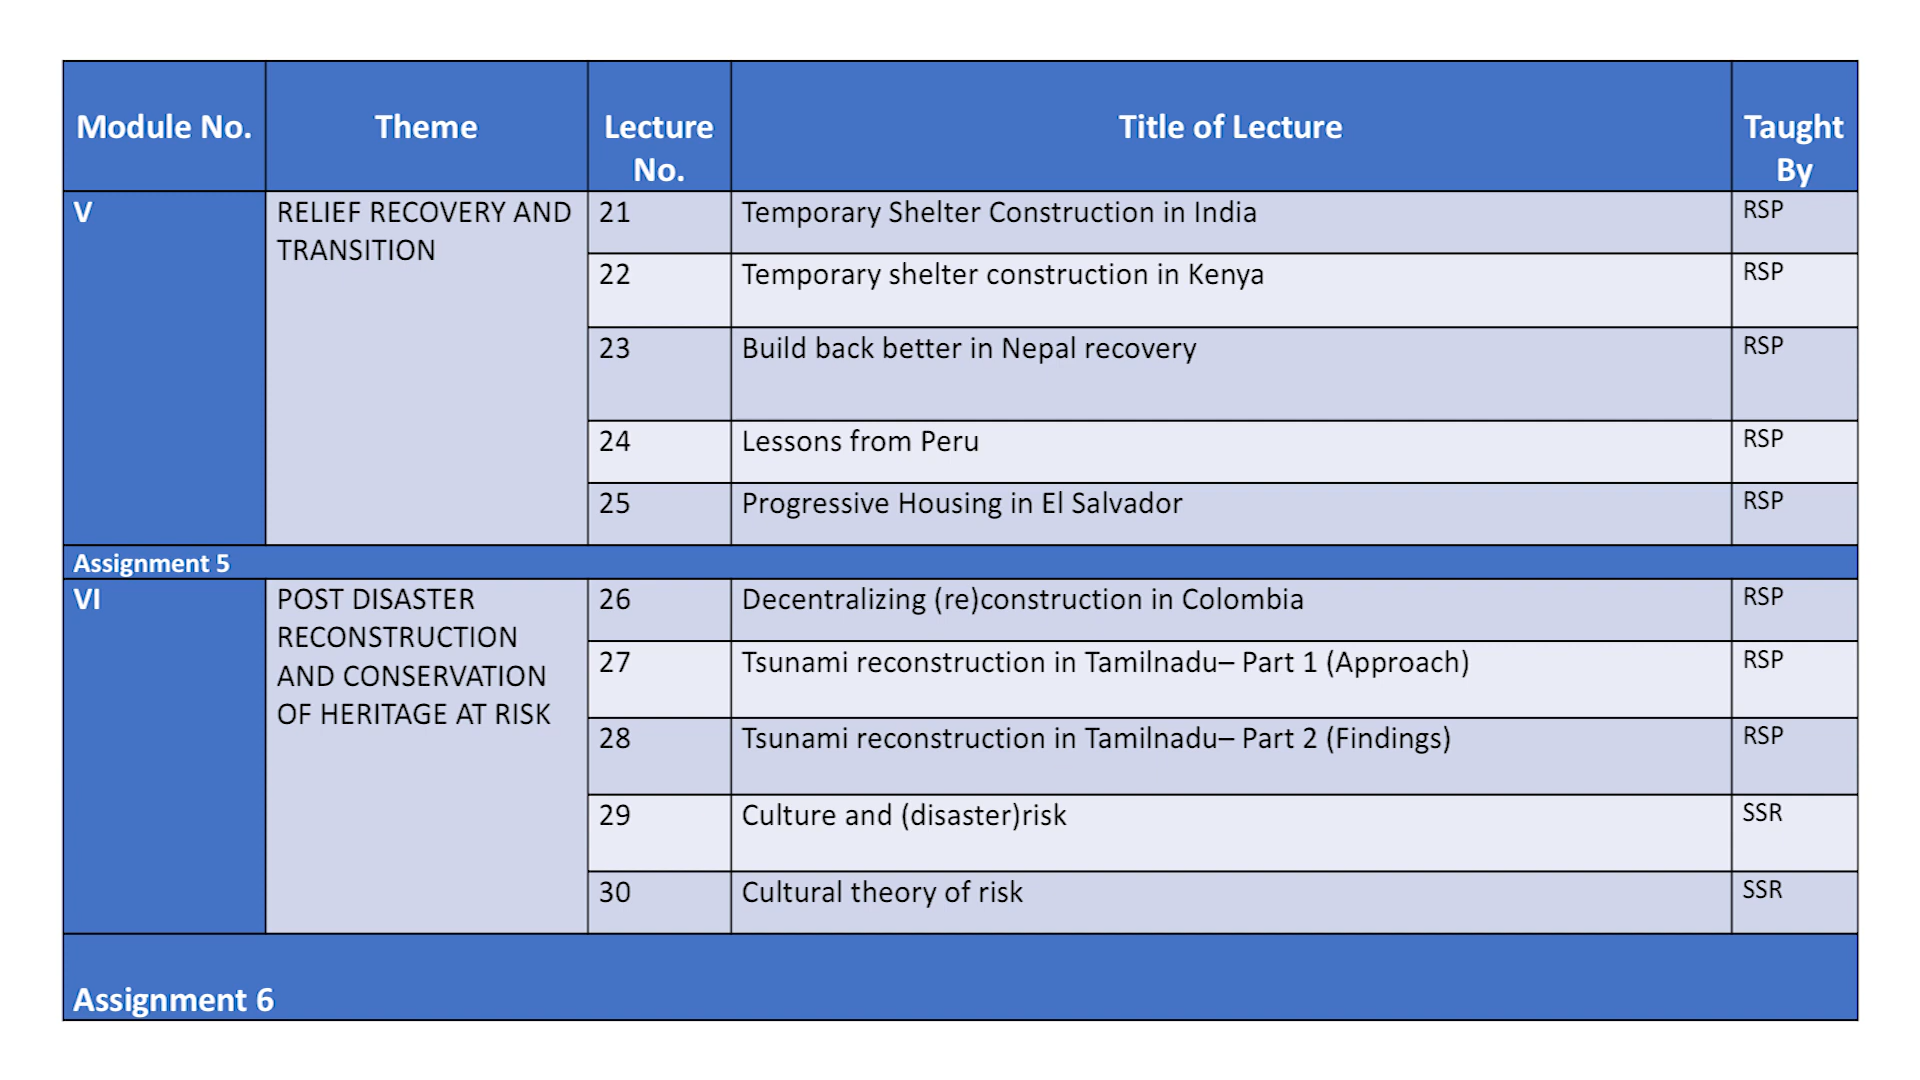 Module No. Theme Lecture No. Title of Lecture Taught By
V RELIEF RECOVERY AND TRANSITION 21 Temporary Shelter Construction in India RSP
22 Temporary shelter construction in Kenya RSP
23 Build back better in Nepal recovery RSP
24 Lessons from Peru RSP
25 Progressive Housing in El Salvador RSP
Assignment 5
VI POST DISASTER RECONSTRUCTION AND CONSERVATION OF HERITAGE AT RISK 26 Decentralizing (re)construction in Colombia RSP
27 Tsunami reconstruction in Tamilnadu– Part 1 (Approach) RSP
28 Tsunami reconstruction in Tamilnadu– Part 2 (Findings) RSP
29 Culture and (disaster)risk SSR
30 Cultural theory of risk SSR
Assignment 6